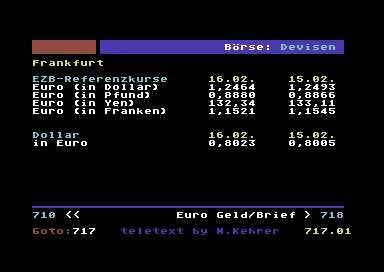 Börse: Devisen
Frankfurt
EZB-Referenzkurse 16.02. 15.02.
Euro (in Dollar) 1,2464 1,2493
Euro (in Pfund) 0,8880 0,8866
Euro (in Yen) 132,34 133,11
Euro (in Franken) 1,1521 1,1545
Dollar 16.02. 15.02.
in Euro 0,8023 0,8005
710 << Euro Geld/Brief > 718
Goto:717 teletext by N.Kehrer 717.01